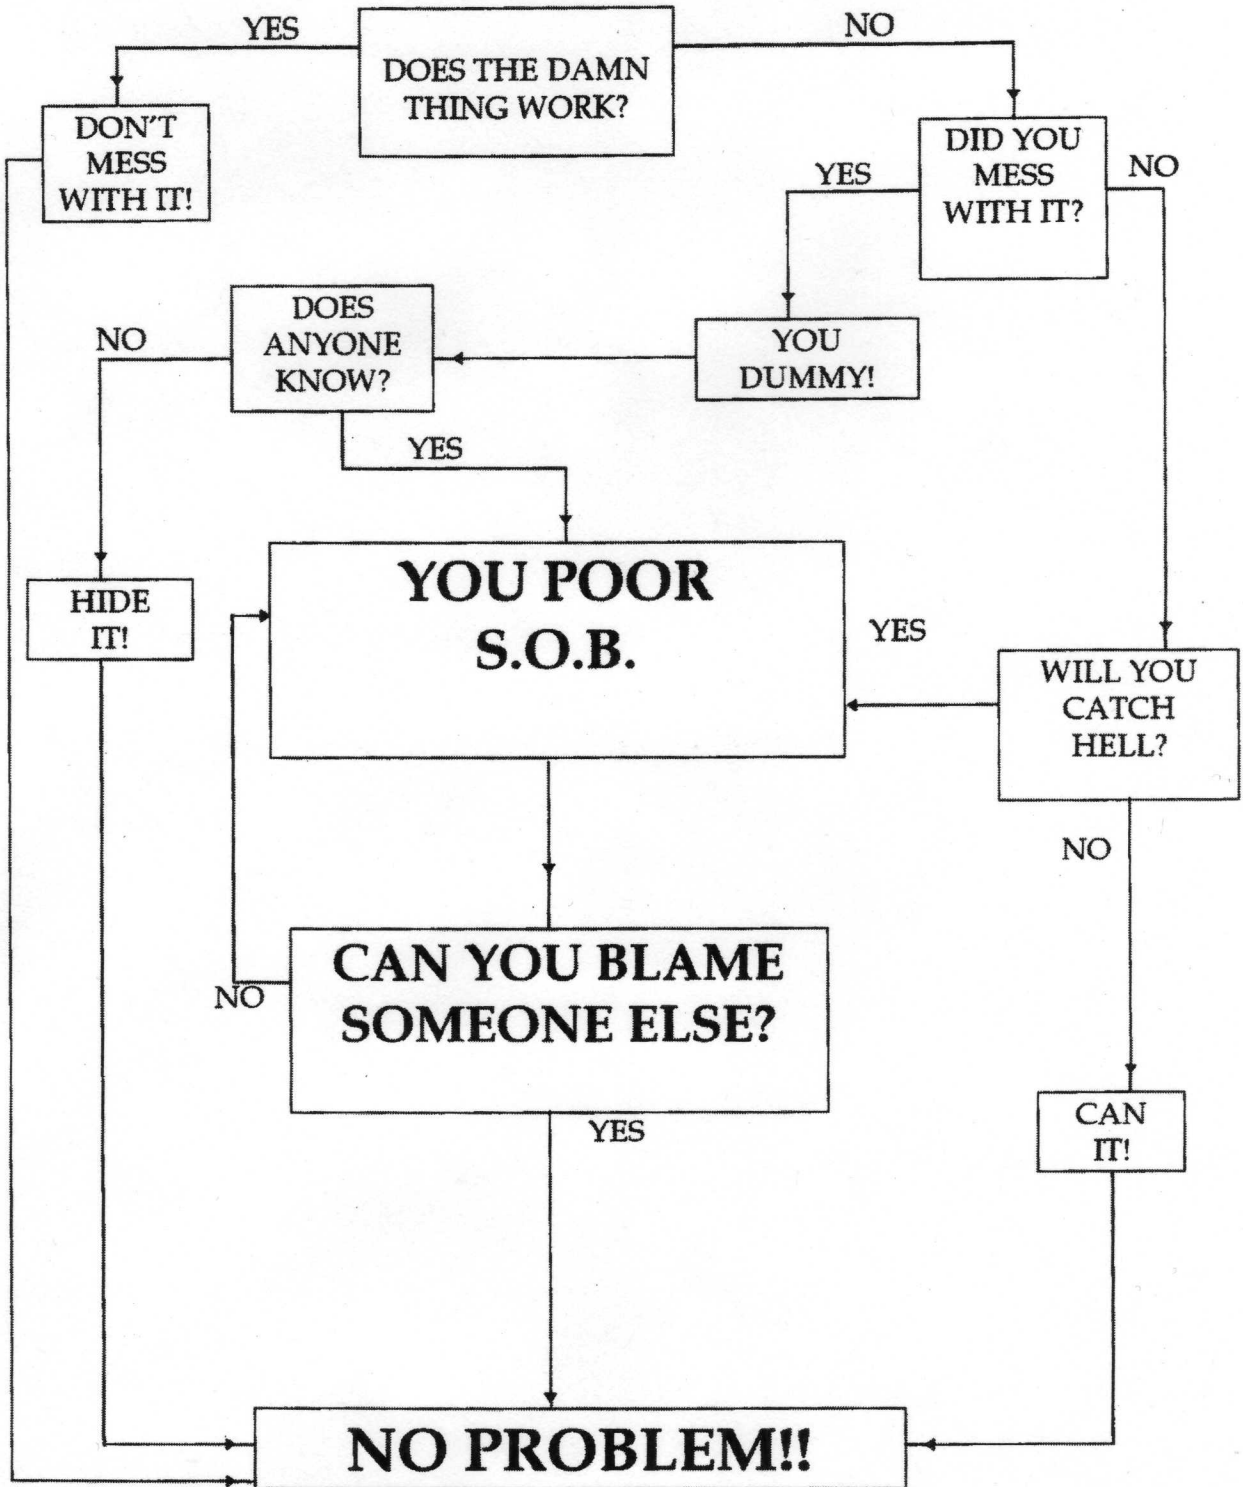 YES
DOES THE DAMN
THING WORK?
NO
DON'T
MESS
WITH IT!
DID YOU
MESS
WITH IT?
YES
NO
DOES
ANYONE
KNOW?
NO
YOU
DUMMY!
YES
YOU POOR
S.O.B.
HIDE
IT!
YES
WILL YOU
CATCH
HELL?
NO
CAN YOU BLAME
SOMEONE ELSE?
NO
YES
CAN
IT!
NO PROBLEM!!